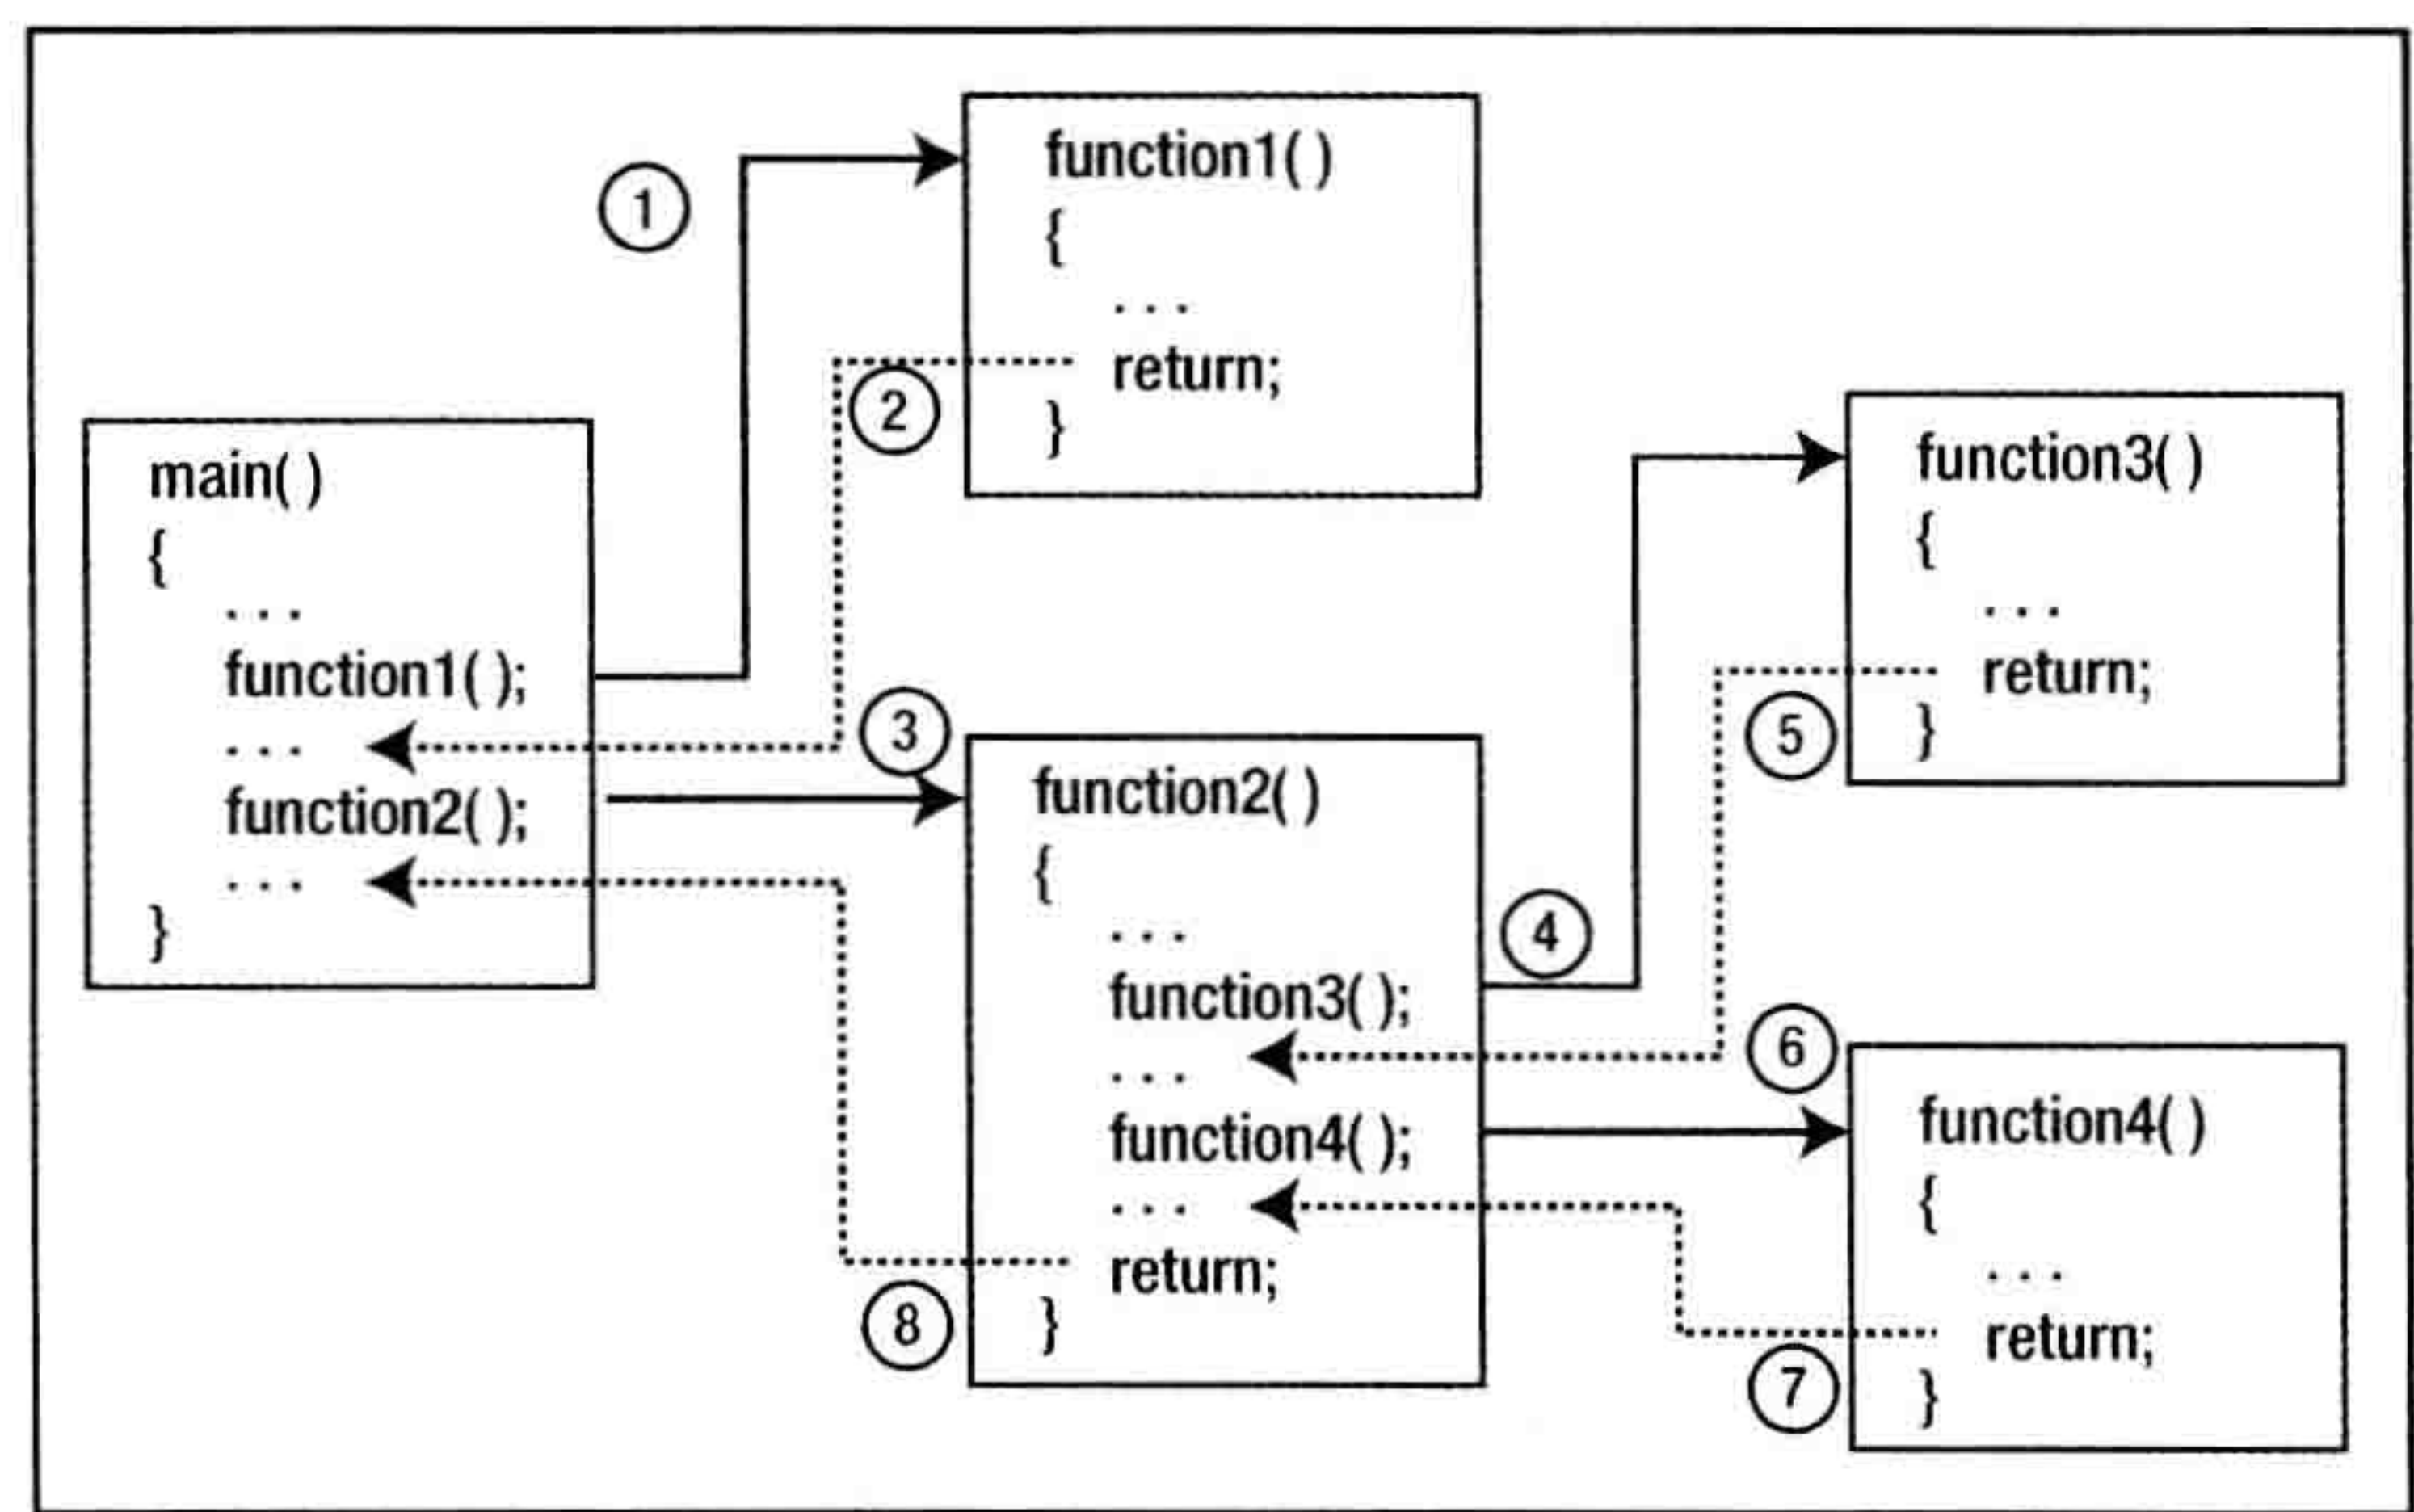 main( )
{
. . .
function1( );
. . .
function2( );
. . .
}
1
function1( )
{
. . .
return;
}
2
3
function2( )
{
. . .
function3( );
. . .
function4( );
. . .
return;
}
8
4
function3( )
{
. . .
return;
}
5
6
function4( )
{
. . .
return;
}
7